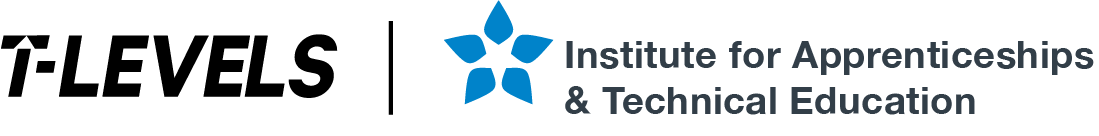 T-LEVELS
Institute for Apprenticeships
& Technical Education